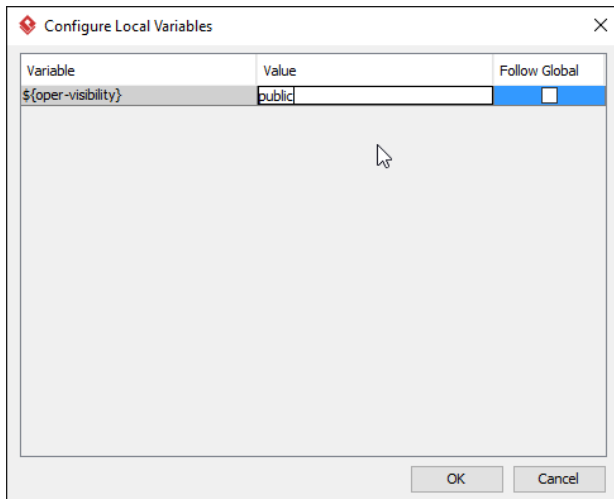 Configure Local Variables
Variable Value Follow Global
${oper-visibility} public
OK Cancel